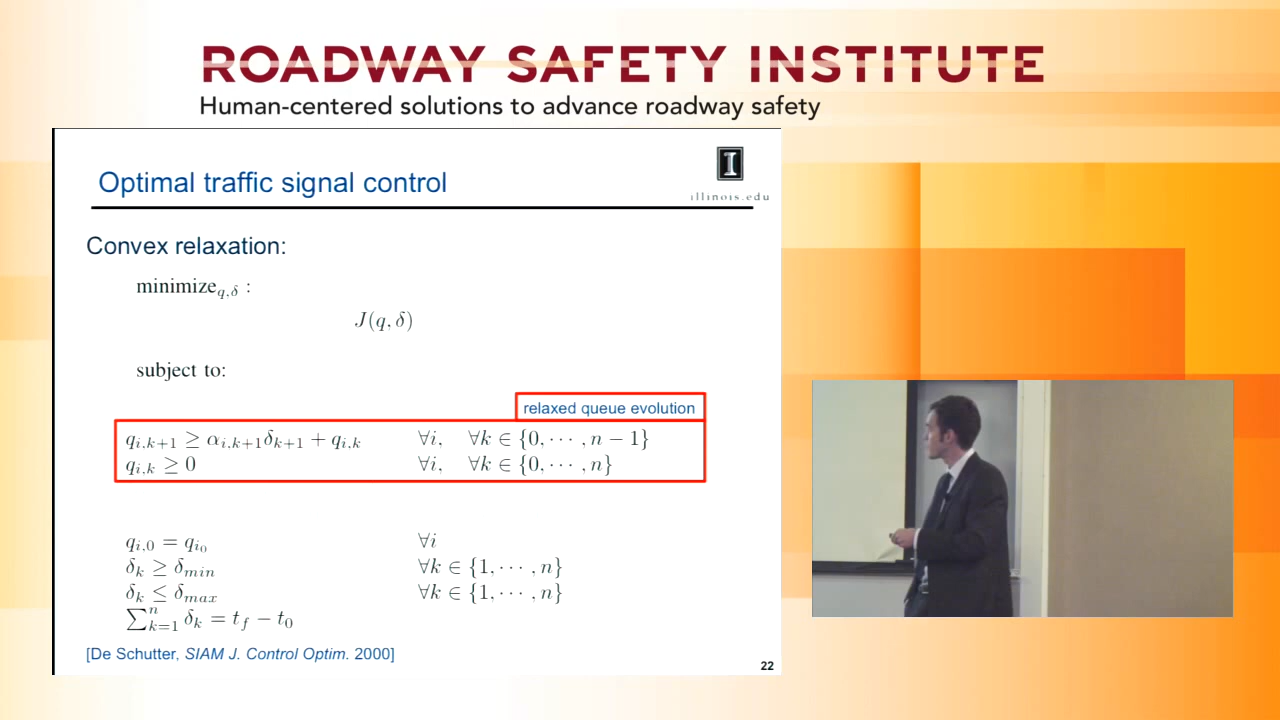 ROADWAY SAFETY INSTITUTE
Human-centered solutions to advance roadway safety
I
illinois.edu
Optimal traffic signal control
Convex relaxation:
minimize_{q,δ} :
J(q, δ)
subject to:
relaxed queue evolution
q_{i,k+1} ≥ α_{i,k+1}δ_{k+1} + q_{i,k} ∀i, ∀k ∈ {0, ⋯ , n − 1}
q_{i,k} ≥ 0 ∀i, ∀k ∈ {0, ⋯ , n}
q_{i,0} = q_{i_0} ∀i
δ_k ≥ δ_{min} ∀k ∈ {1, ⋯ , n}
δ_k ≤ δ_{max} ∀k ∈ {1, ⋯ , n}
∑_{k=1}^{n} δ_k = t_f − t_0
[De Schutter, SIAM J. Control Optim. 2000]
22